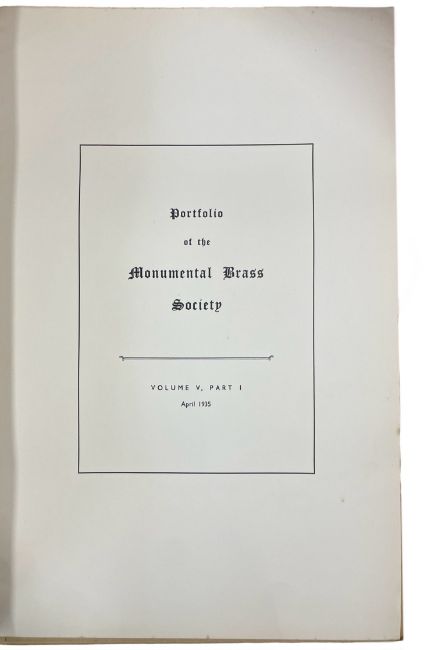 Portfolio
of the
Monumental Brass
Society
VOLUME V, PART I
April 1935